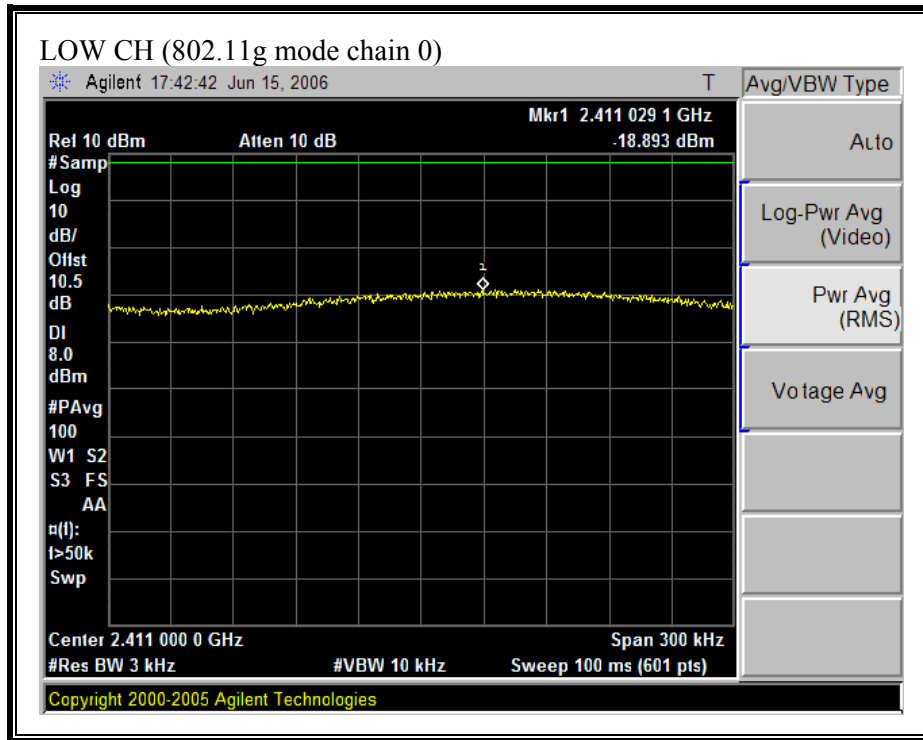 LOW CH (802.11g mode chain 0)
Agilent 17:42:42 Jun 15, 2006 T
Avg/VBW Type
Mkr1 2.411 029 1 GHz
Ref 10 dBm Atten 10 dB -18.893 dBm
#Samp
Log
10
dB/
Offst
10.5
dB
DI
8.0
dBm
#PAvg
100
W1 S2
S3 FS
AA
¤(f):
f>50k
Swp
1
Center 2.411 000 0 GHz Span 300 kHz
#Res BW 3 kHz #VBW 10 kHz Sweep 100 ms (601 pts)
Copyright 2000-2005 Agilent Technologies
Auto
Log-Pwr Avg
(Video)
Pwr Avg
(RMS)
Voltage Avg